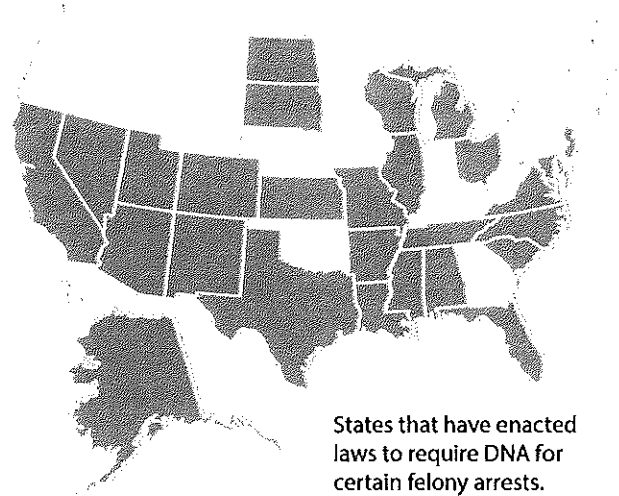 States that have enacted
laws to require DNA for
certain felony arrests.